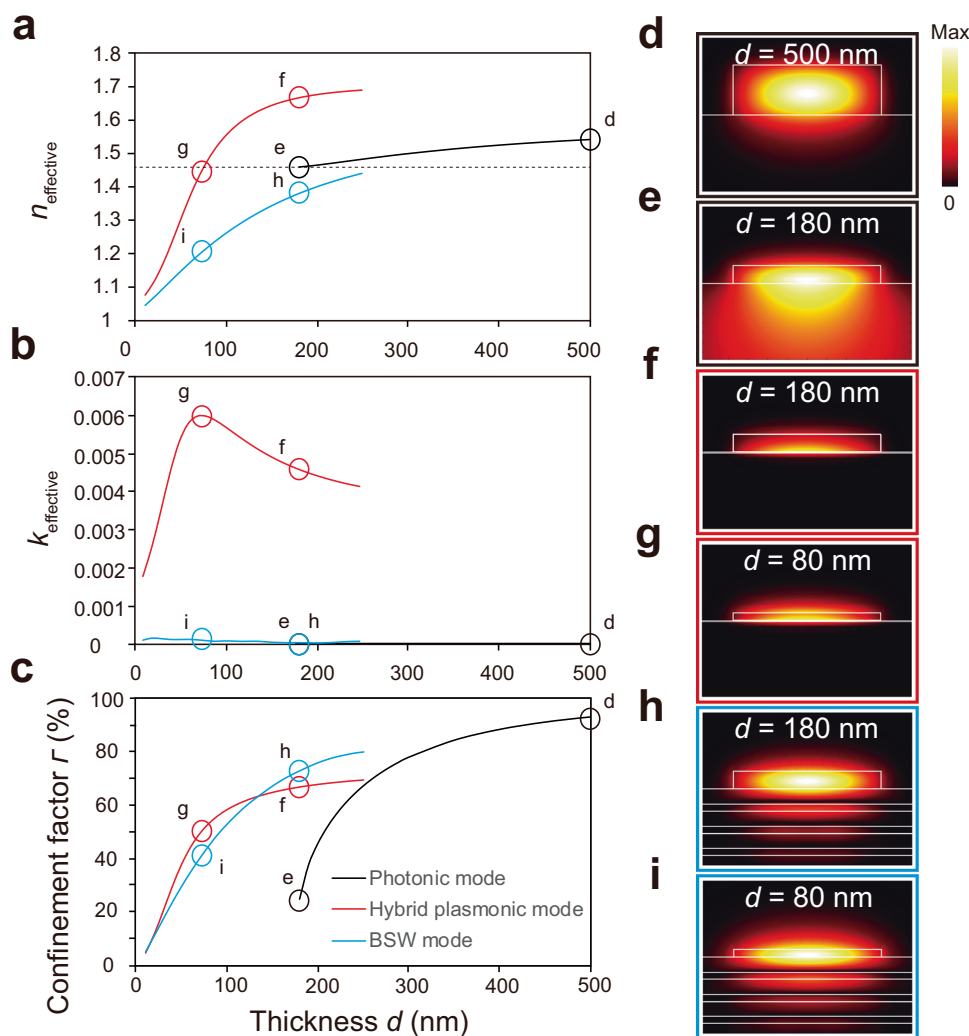 a
1.8
1.7
1.6
1.5
1.4
1.3
1.2
1.1
1
n effective
f
g
e
d
h
i
0
100
200
300
400
500
b
0.007
0.006
0.005
0.004
0.003
0.002
0.001
0
k effective
g
f
i
e h
d
0
100
200
300
400
500
c
100
80
60
40
20
0
Confinement factor r (%)
h
g
f
i
e
d
Photonic mode
Hybrid plasmonic mode
BSW mode
0
100
200
300
400
500
Thickness d (nm)
d
d = 500 nm
Max
0
e
d = 180 nm
f
d = 180 nm
g
d = 80 nm
h
d = 180 nm
i
d = 80 nm